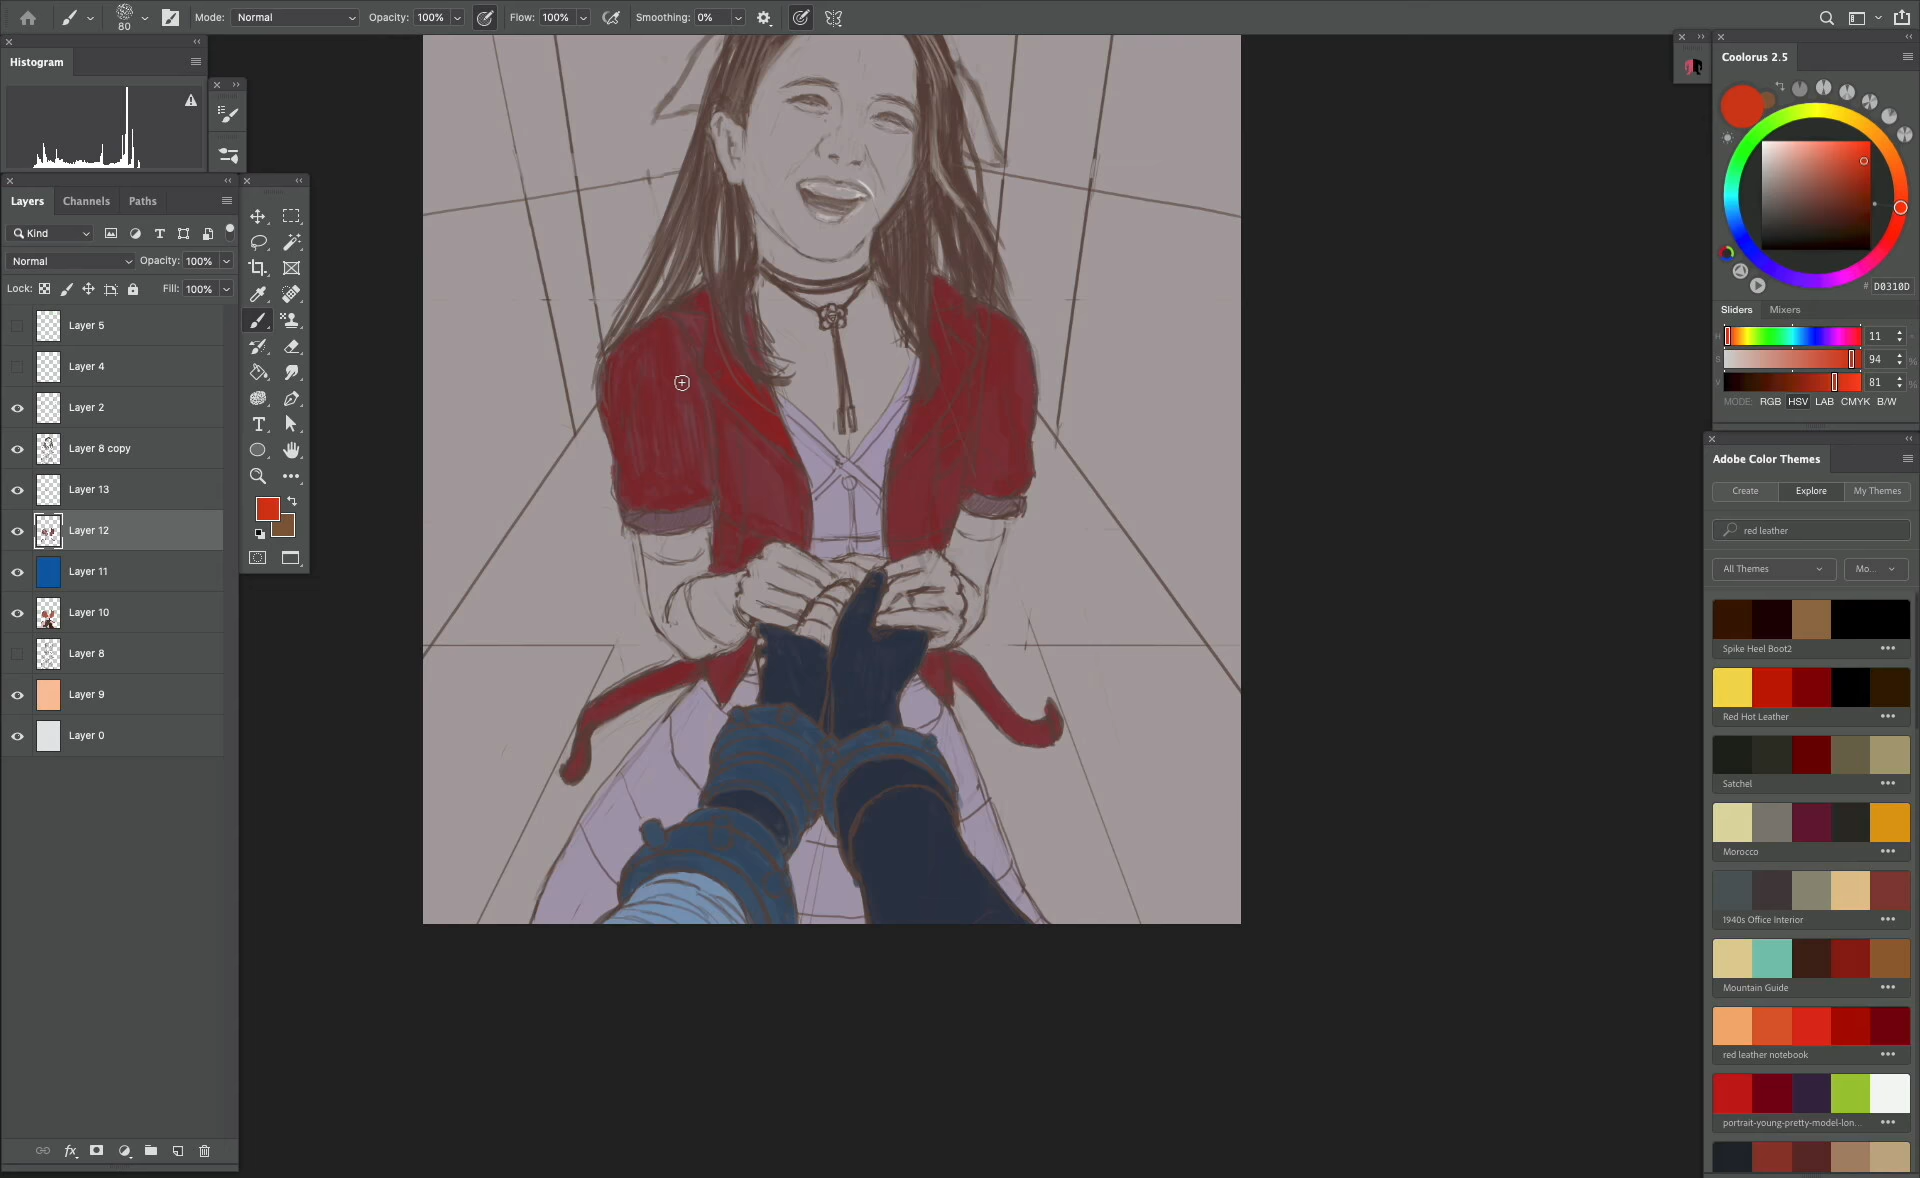 80
Mode: Normal
Opacity: 100%
Flow: 100%
Smoothing: 0%
Histogram
Layers Channels Paths
Kind
Normal Opacity: 100%
Lock: Fill: 100%
Layer 5
Layer 4
Layer 2
Layer 8 copy
Layer 13
Layer 12
Layer 11
Layer 10
Layer 8
Layer 9
Layer 0
Coolorus 2.5
# D0310D
Sliders Mixers
H 11 °
S 94 %
V 81 %
MODE: RGB HSV LAB CMYK B/W
Adobe Color Themes
Create Explore My Themes
red leather
All Themes Mo...
Spike Heel Boot2
Red Hot Leather
Satchel
Morocco
1940s Office Interior
Mountain Guide
red leather notebook
portrait-young-pretty-model-lon...